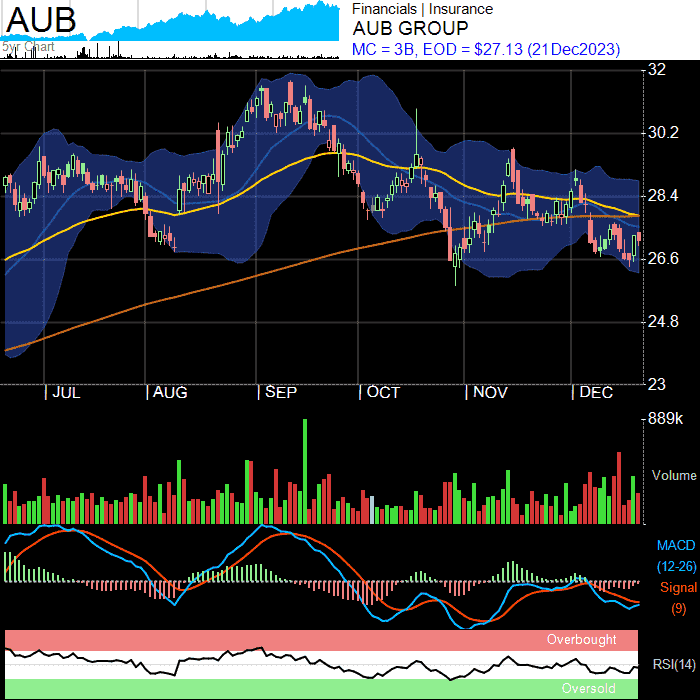 AUB
5yr Chart
Financials | Insurance
AUB GROUP
MC = 3B, EOD = $27.13 (21Dec2023)
32
30.2
28.4
26.6
24.8
23
JUL
AUG
SEP
OCT
NOV
DEC
889k
Volume
MACD
(12-26)
Signal
(9)
Overbought
RSI(14)
Oversold